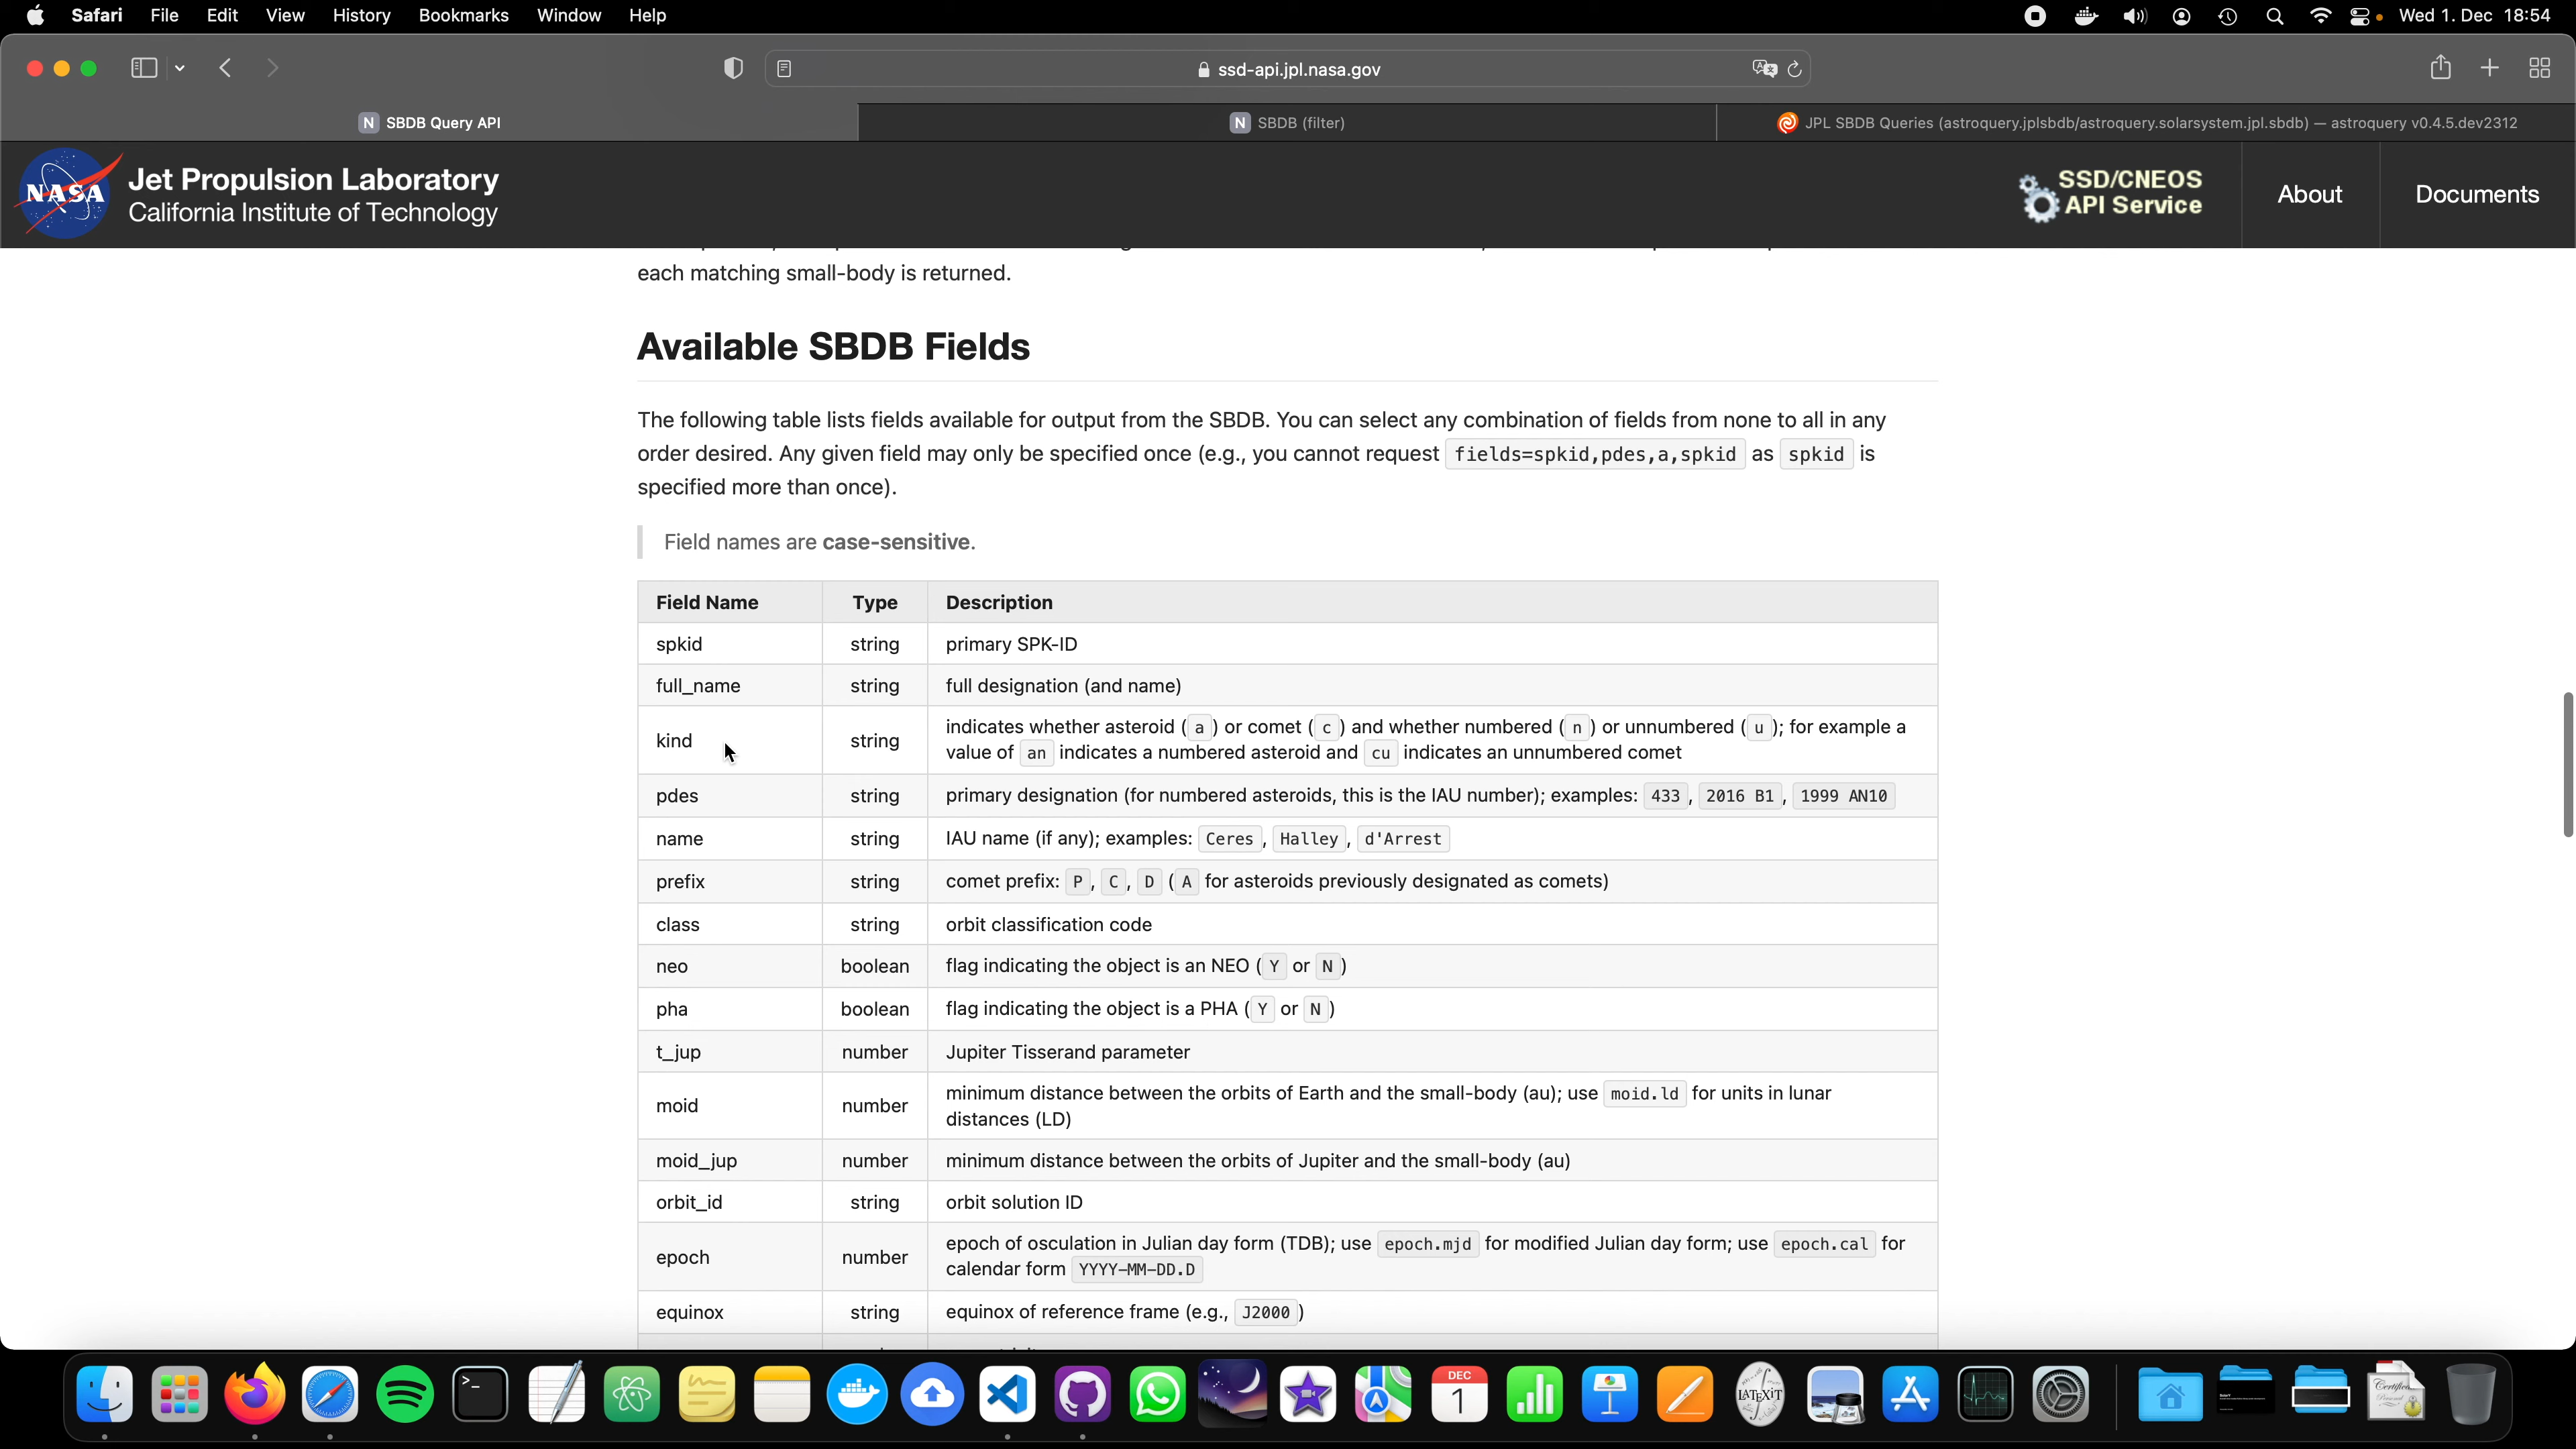 Safari File Edit View History Bookmarks Window Help Wed 1. Dec 18:54
ssd-api.jpl.nasa.gov
N SBDB Query API N SBDB (filter) JPL SBDB Queries (astroquery.jplsbdb/astroquery.solarsystem.jpl.sbdb) — astroquery v0.4.5.dev2312
NASA Jet Propulsion Laboratory
California Institute of Technology
SSD/CNEOS
API Service
About Documents
each matching small-body is returned.
Available SBDB Fields
The following table lists fields available for output from the SBDB. You can select any combination of fields from none to all in any
order desired. Any given field may only be specified once (e.g., you cannot request fields=spkid,pdes,a,spkid as spkid is
specified more than once).
Field names are case-sensitive.
Field Name Type Description
spkid string primary SPK-ID
full_name string full designation (and name)
kind string indicates whether asteroid (a) or comet (c) and whether numbered (n) or unnumbered (u); for example a
value of an indicates a numbered asteroid and cu indicates an unnumbered comet
pdes string primary designation (for numbered asteroids, this is the IAU number); examples: 433, 2016 B1, 1999 AN10
name string IAU name (if any); examples: Ceres, Halley, d'Arrest
prefix string comet prefix: P, C, D (A for asteroids previously designated as comets)
class string orbit classification code
neo boolean flag indicating the object is an NEO (Y or N)
pha boolean flag indicating the object is a PHA (Y or N)
t_jup number Jupiter Tisserand parameter
moid number minimum distance between the orbits of Earth and the small-body (au); use moid.ld for units in lunar
distances (LD)
moid_jup number minimum distance between the orbits of Jupiter and the small-body (au)
orbit_id string orbit solution ID
epoch number epoch of osculation in Julian day form (TDB); use epoch.mjd for modified Julian day form; use epoch.cal for
calendar form YYYY-MM-DD.D
equinox string equinox of reference frame (e.g., J2000)
DEC
1
LATEXiT